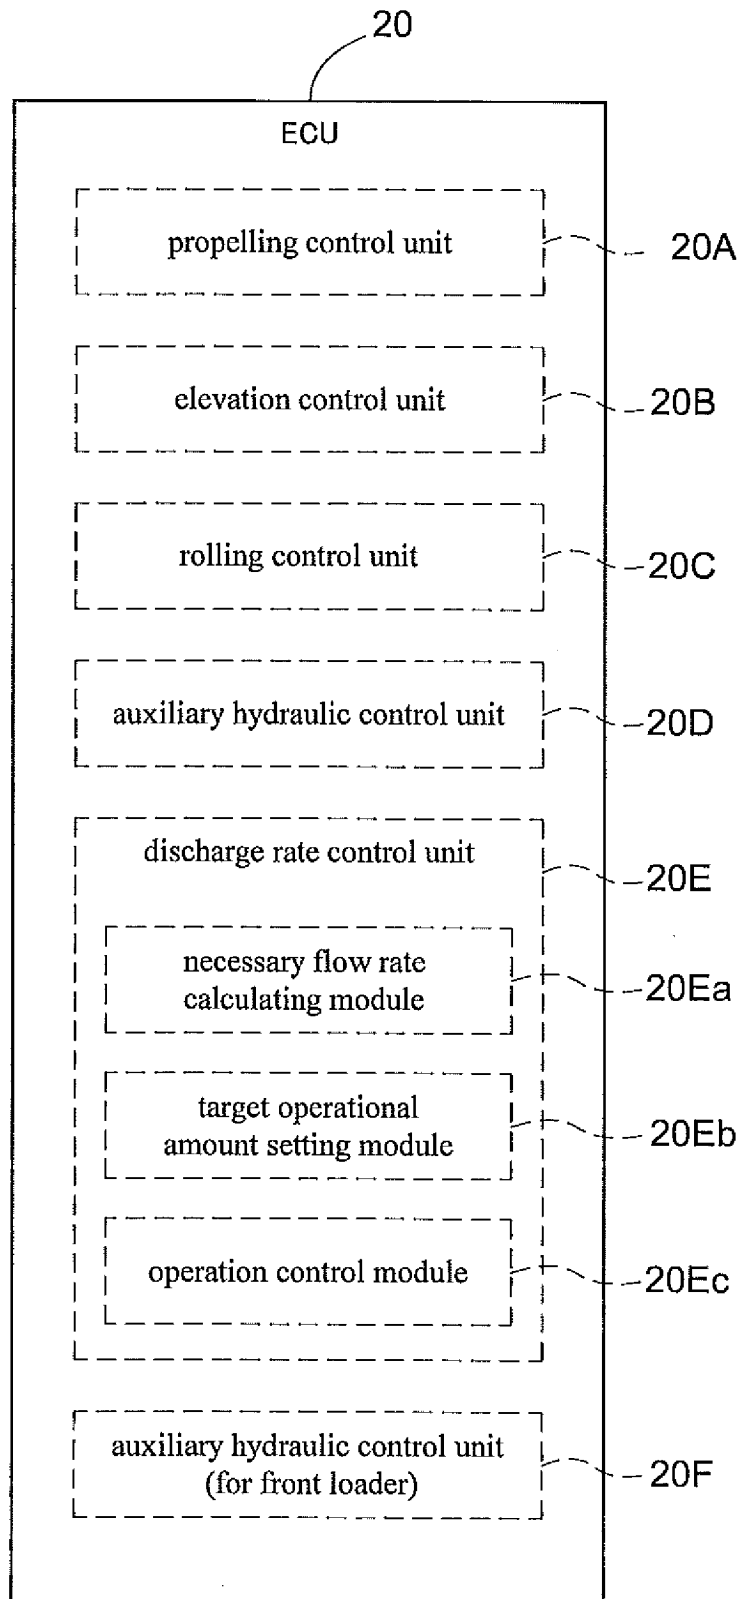 20
ECU
propelling control unit
20A
elevation control unit
20B
rolling control unit
20C
auxiliary hydraulic control unit
20D
discharge rate control unit
20E
necessary flow rate
calculating module
20Ea
target operational
amount setting module
20Eb
operation control module
20Ec
auxiliary hydraulic control unit
(for front loader)
20F